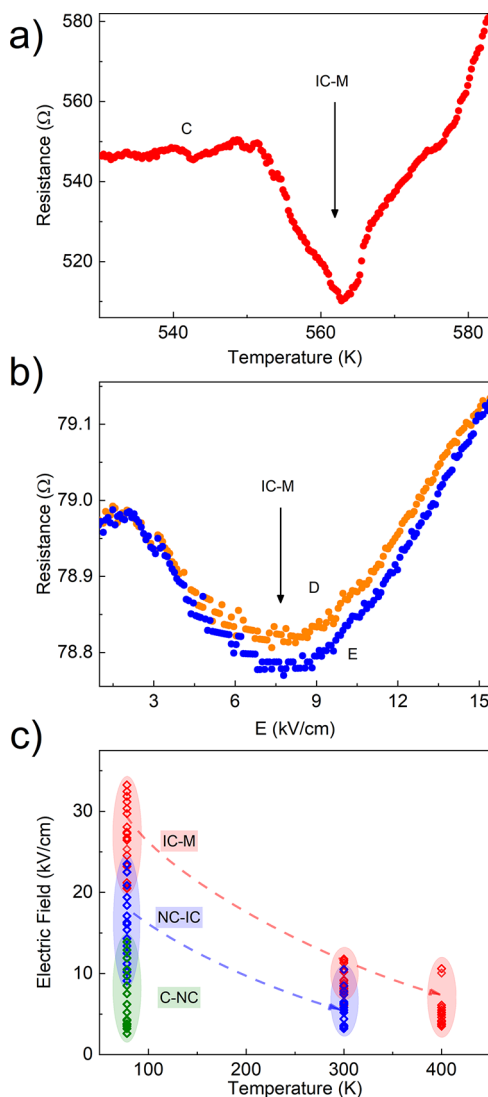 a)
580
560
540
520
Resistance (Ω)
C
IC-M
540
560
580
Temperature (K)
b)
79.1
79.0
78.9
78.8
Resistance (Ω)
IC-M
D
E
3
6
9
12
15
E (kV/cm)
c)
30
20
10
0
Electric Field (kV/cm)
IC-M
NC-IC
C-NC
100
200
300
400
Temperature (K)